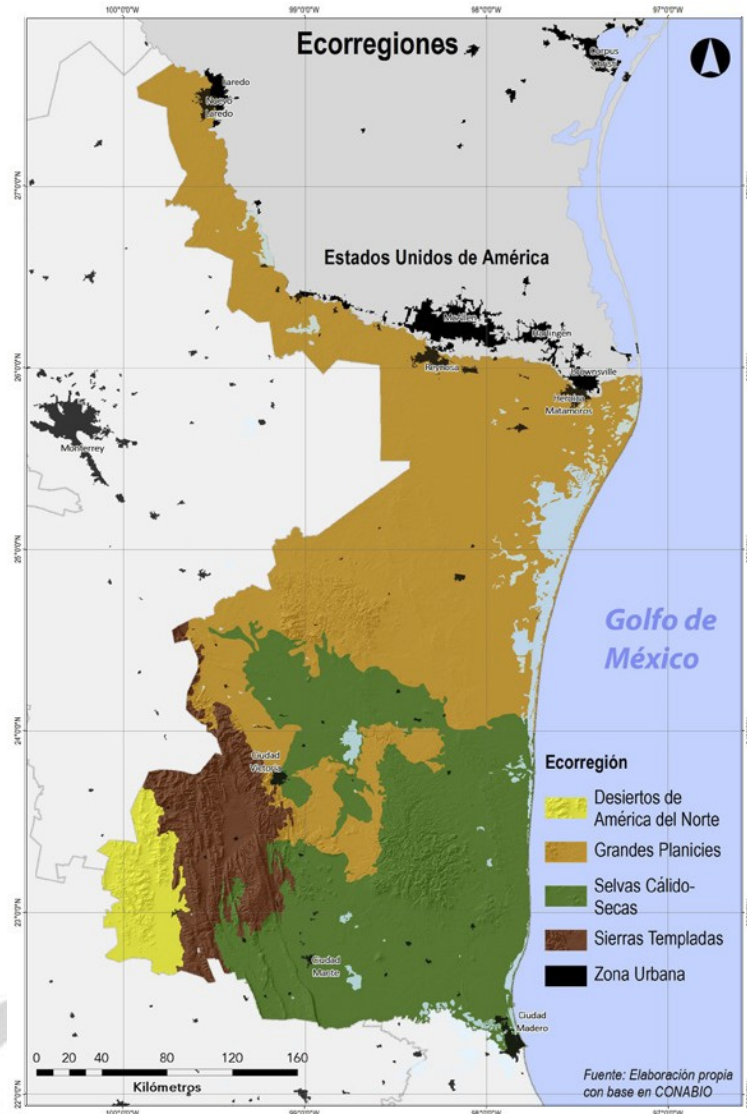 100°0'0"W 99°0'0"W 98°0'0"W 97°0'0"W
Ecorregiones
Corpus
Christi
Laredo
Nuevo
Laredo
27°0'0"N
Estados Unidos de América
McAllen
Harlingen
26°0'0"N
Reynosa
Brownsville
Heroica
Matamoros
Monterrey
25°0'0"N
Golfo de
México
24°0'0"N
Ciudad
Victoria
Ecorregión
Desiertos de
América del Norte
Grandes Planicies
Selvas Cálido-
Secas
Sierras Templadas
Zona Urbana
23°0'0"N
Ciudad
Mante
Ciudad
Madero
0 20 40 80 120 160
Kilómetros
Fuente: Elaboración propia
con base en CONABIO
22°0'0"N
100°0'0"W 99°0'0"W 98°0'0"W 97°0'0"W